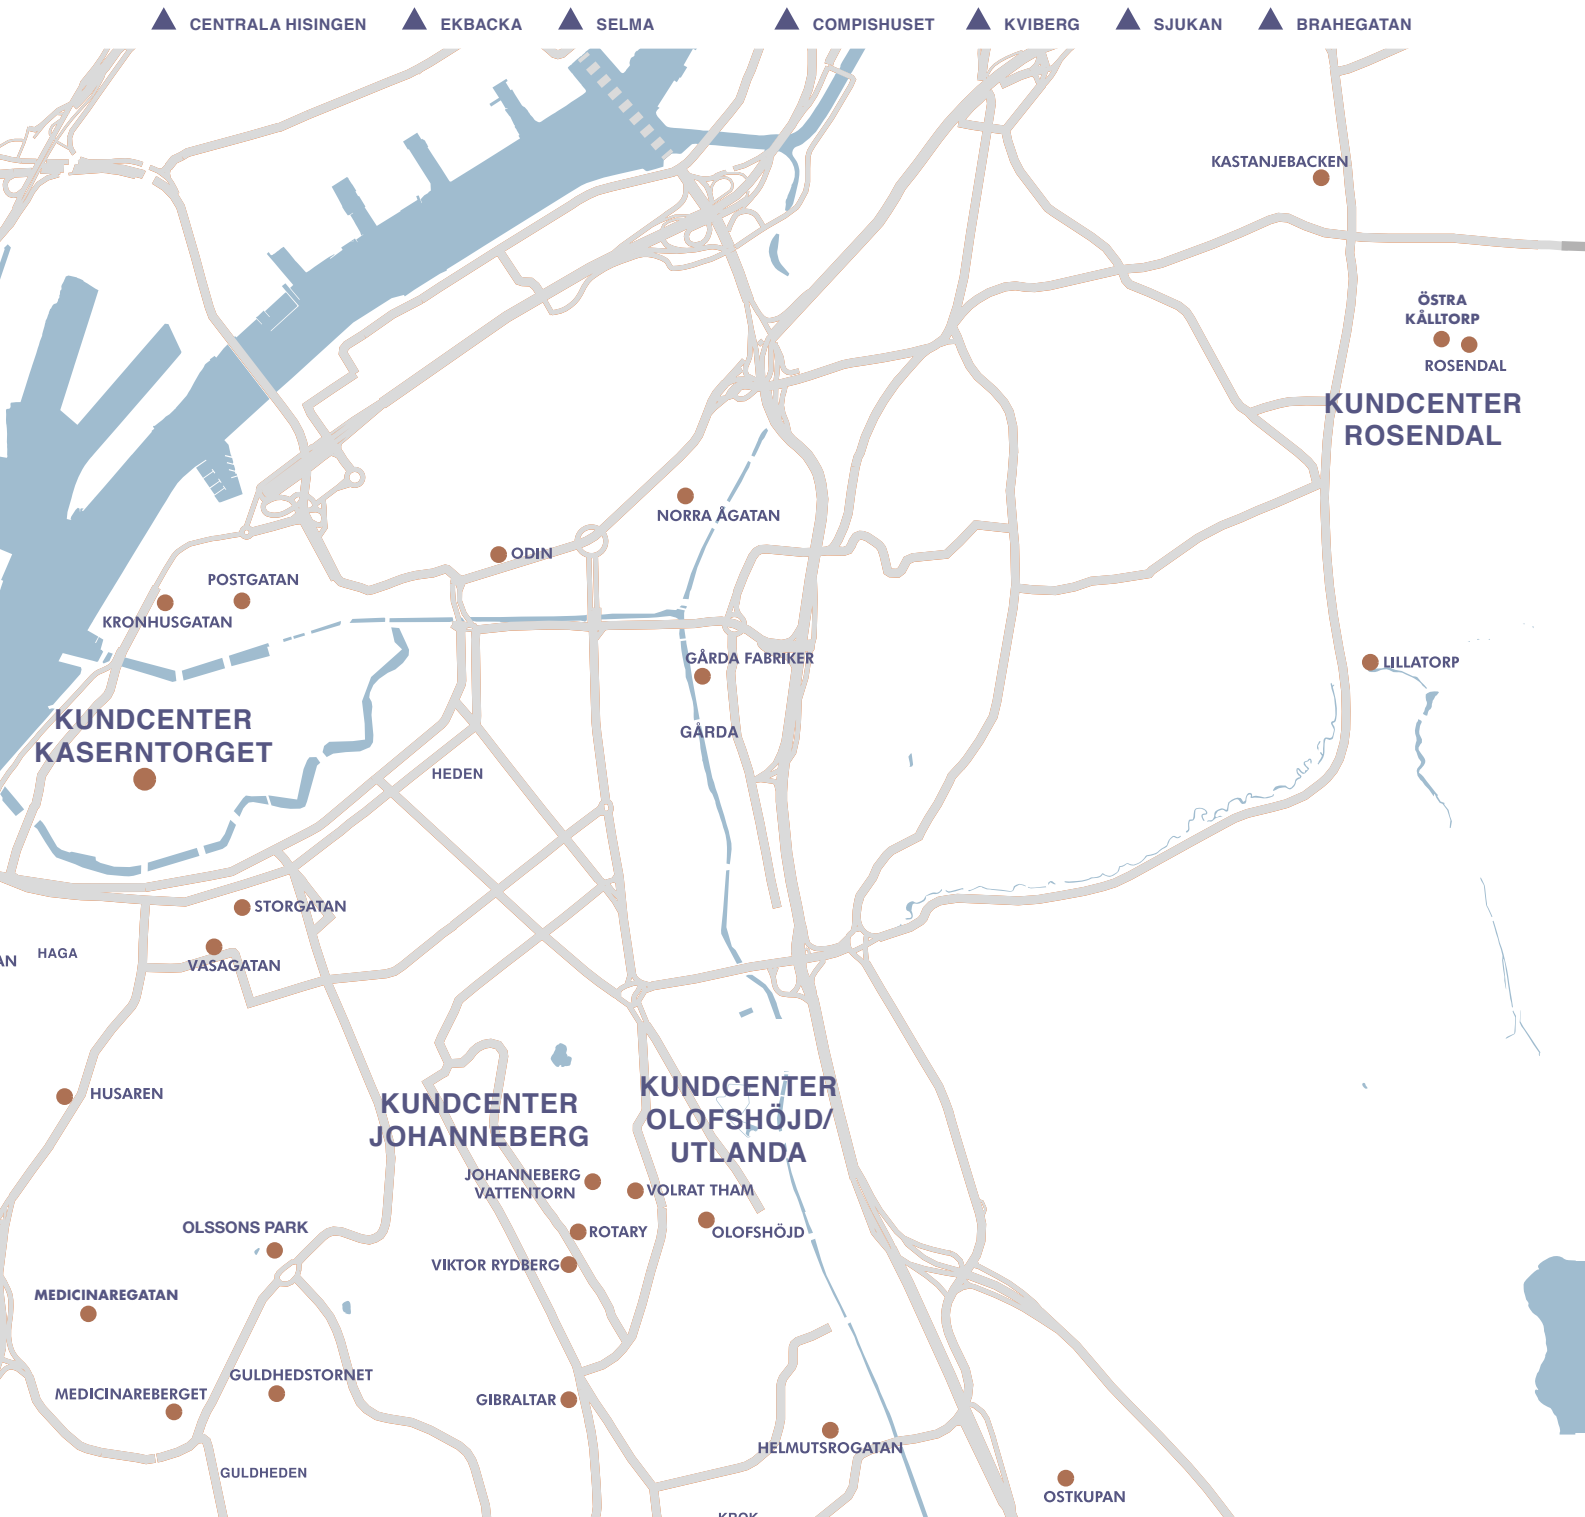 CENTRALA HISINGEN
EKBACKA
SELMA
COMPISHUSET
KVIBERG
SJUKAN
BRAHEGATAN
KASTANJEBACKEN
ÖSTRA
KÅLLTORP
ROSENDAL
KUNDCENTER
ROSENDAL
NORRA ÅGATAN
ODIN
POSTGATAN
KRONHUSGATAN
GÅRDA FABRIKER
LILLATORP
KUNDCENTER
KASERNTORGET
GÅRDA
HEDEN
STORGATAN
HAGA
AN
VASAGATAN
HUSAREN
KUNDCENTER
JOHANNEBERG
KUNDCENTER
OLOFSHÖJD/
UTLANDA
JOHANNEBERG
VATTENTORN
VOLRAT THAM
OLSSONS PARK
ROTARY
OLOFSHÖJD
VIKTOR RYDBERG
MEDICINAREGATAN
GULDHEDSTORNET
MEDICINAREBERGET
GIBRALTAR
HELMUTSROGATAN
GULDHEDEN
OSTKUPAN